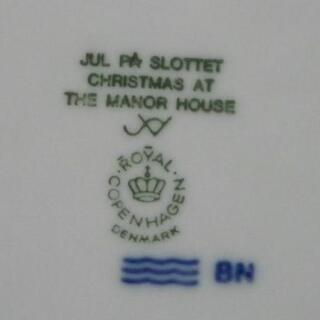 JUL PÅ SLOTTET
CHRISTMAS AT
THE MANOR HOUSE
ROYAL
COPENHAGEN
DENMARK
BN